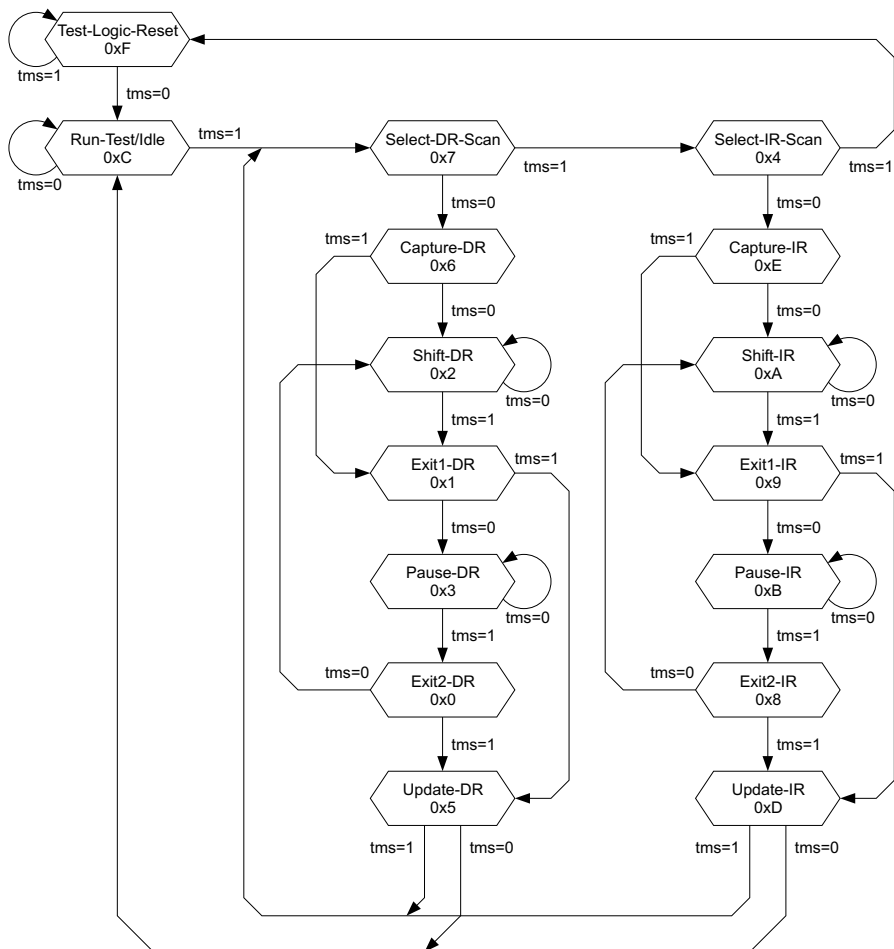 Test-Logic-Reset
0xF
tms=1
tms=0
Run-Test/Idle
0xC
tms=0
tms=1
Select-DR-Scan
0x7
tms=1
Select-IR-Scan
0x4
tms=1
tms=0
tms=0
tms=1
Capture-DR
0x6
tms=1
Capture-IR
0xE
tms=0
tms=0
Shift-DR
0x2
tms=0
Shift-IR
0xA
tms=0
tms=1
tms=1
Exit1-DR
0x1
tms=1
Exit1-IR
0x9
tms=1
tms=0
tms=0
Pause-DR
0x3
tms=0
Pause-IR
0xB
tms=0
tms=1
tms=1
tms=0
Exit2-DR
0x0
tms=0
Exit2-IR
0x8
tms=1
tms=1
Update-DR
0x5
Update-IR
0xD
tms=1
tms=0
tms=1
tms=0